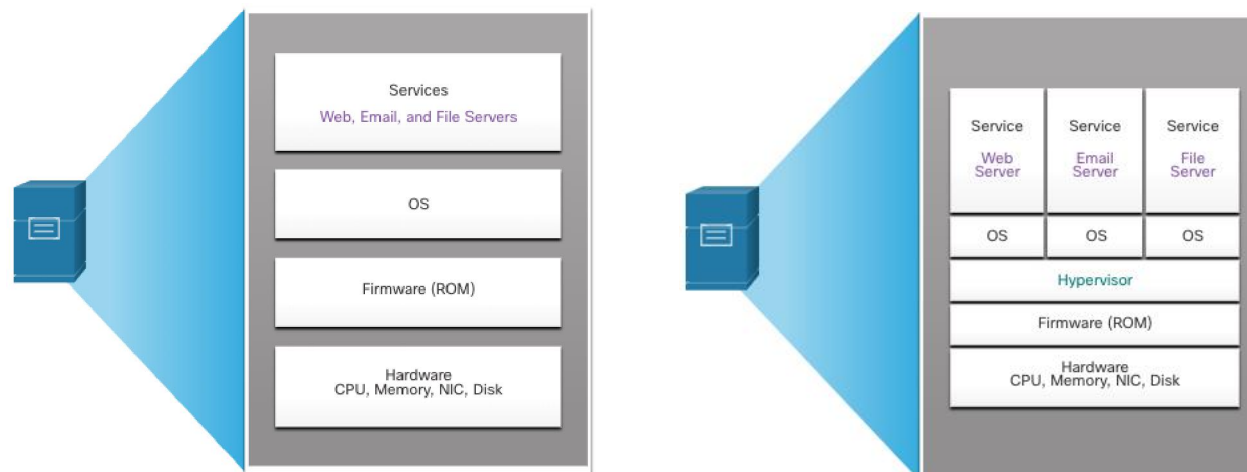 Services
Web, Email, and File Servers
OS
Firmware (ROM)
Hardware
CPU, Memory, NIC, Disk
Service
Web
Server
Service
Email
Server
Service
File
Server
OS
OS
OS
Hypervisor
Firmware (ROM)
Hardware
CPU, Memory, NIC, Disk